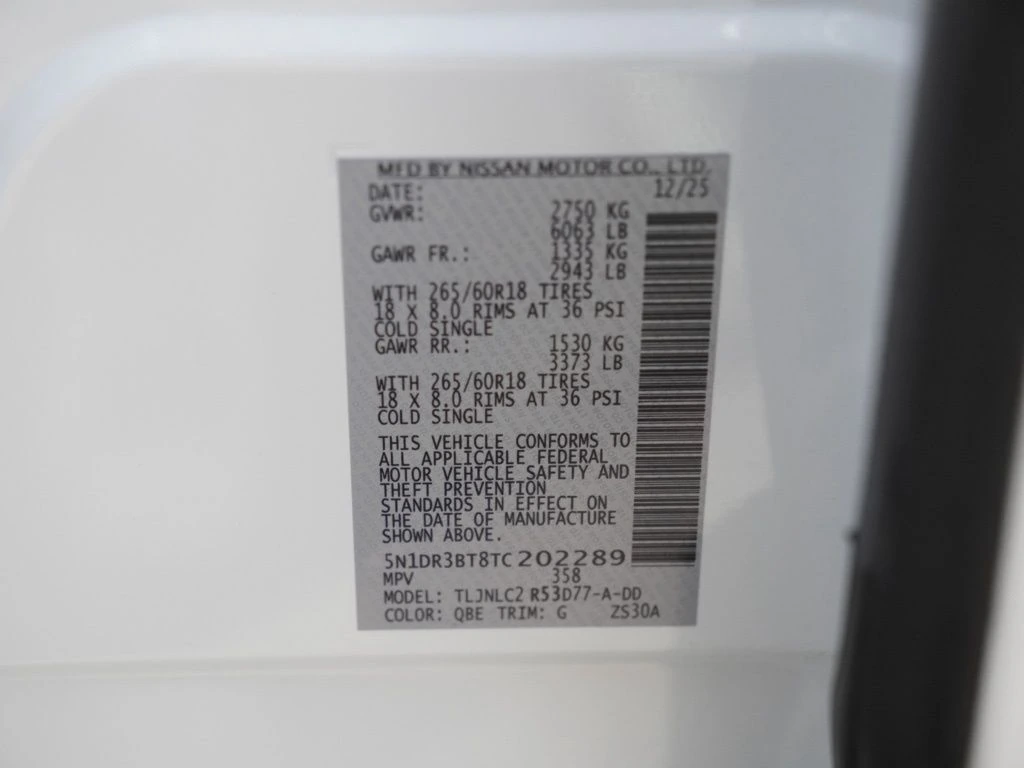 MFD BY NISSAN MOTOR CO., LTD.
DATE: 12/25
GVWR: 2750 KG
6063 LB
GAWR FR.: 1335 KG
2943 LB
WITH 265/60R18 TIRES
18 X 8.0 RIMS AT 36 PSI
COLD SINGLE
GAWR RR.: 1530 KG
3373 LB
WITH 265/60R18 TIRES
18 X 8.0 RIMS AT 36 PSI
COLD SINGLE
THIS VEHICLE CONFORMS TO
ALL APPLICABLE FEDERAL
MOTOR VEHICLE SAFETY AND
THEFT PREVENTION
STANDARDS IN EFFECT ON
THE DATE OF MANUFACTURE
SHOWN ABOVE.
5N1DR3BT8TC202289
MPV 358
MODEL: TLJNLC2 R53D77-A-DD
COLOR: QBE TRIM: G ZS30A